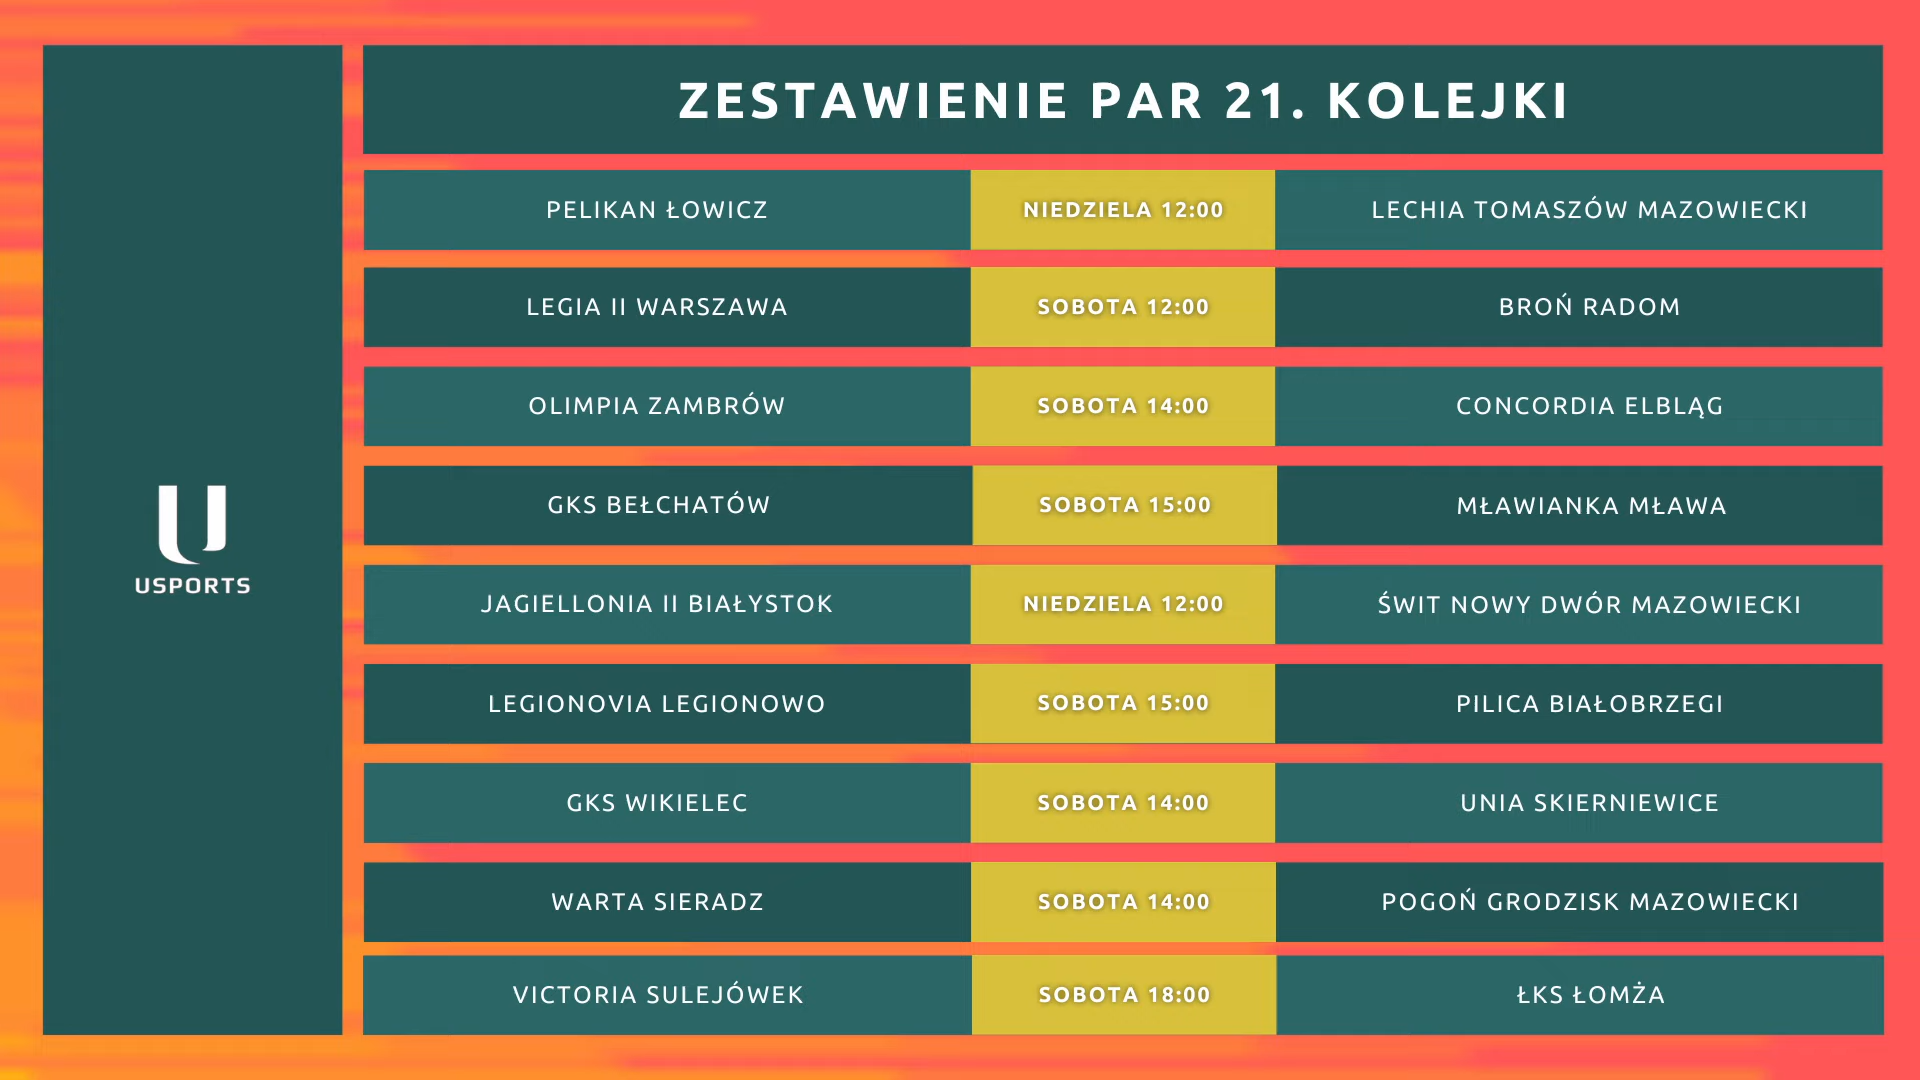 ZESTAWIENIE PAR 21. KOLEJKI
PELIKAN ŁOWICZ NIEDZIELA 12:00 LECHIA TOMASZÓW MAZOWIECKI
LEGIA II WARSZAWA SOBOTA 12:00 BROŃ RADOM
OLIMPIA ZAMBRÓW SOBOTA 14:00 CONCORDIA ELBLĄG
GKS BEŁCHATÓW SOBOTA 15:00 MŁAWIANKA MŁAWA
JAGIELLONIA II BIAŁYSTOK NIEDZIELA 12:00 ŚWIT NOWY DWÓR MAZOWIECKI
LEGIONOVIA LEGIONOWO SOBOTA 15:00 PILICA BIAŁOBRZEGI
GKS WIKIELEC SOBOTA 14:00 UNIA SKIERNIEWICE
WARTA SIERADZ SOBOTA 14:00 POGOŃ GRODZISK MAZOWIECKI
VICTORIA SULEJÓWEK SOBOTA 18:00 ŁKS ŁOMŻA
U
USPORTS